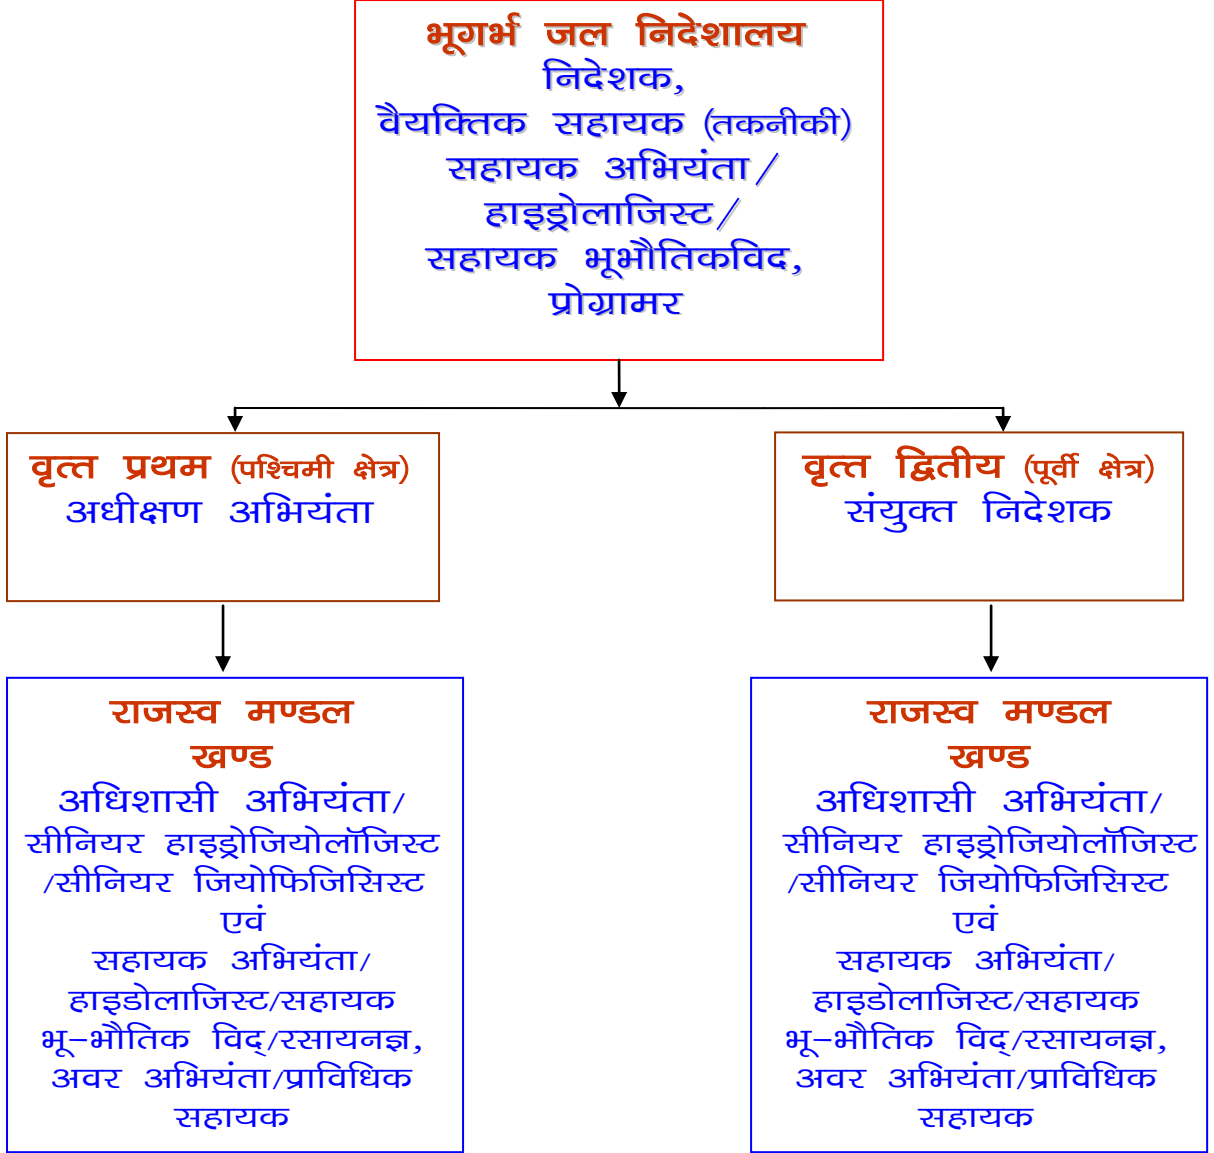 भूगर्भ जल निदेशालय
निदेशक,
वैयक्तिक सहायक (तकनीकी)
सहायक अभियंता/
हाइड्रोलाजिस्ट/
सहायक भूभौतिकविद,
प्रोग्रामर
वृत्त प्रथम (पश्चिमी क्षेत्र)
अधीक्षण अभियंता
वृत्त द्वितीय (पूर्वी क्षेत्र)
संयुक्त निदेशक
राजस्व मण्डल
खण्ड
अधिशासी अभियंता/
सीनियर हाइड्रोजियोलॉजिस्ट
/सीनियर जियोफिजिसिस्ट
एवं
सहायक अभियंता/
हाइडोलाजिस्ट/सहायक
भू-भौतिक विद्/रसायनज्ञ,
अवर अभियंता/प्राविधिक
सहायक
राजस्व मण्डल
खण्ड
अधिशासी अभियंता/
सीनियर हाइड्रोजियोलॉजिस्ट
/सीनियर जियोफिजिसिस्ट
एवं
सहायक अभियंता/
हाइडोलाजिस्ट/सहायक
भू-भौतिक विद्/रसायनज्ञ,
अवर अभियंता/प्राविधिक
सहायक